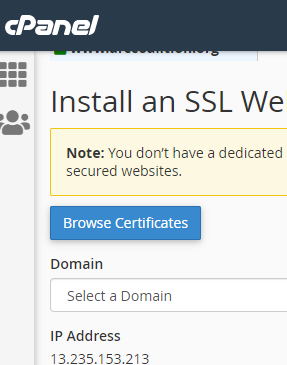 cPanel
Install an SSL We
Note: You don't have a dedicated
secured websites.
Browse Certificates
Domain
Select a Domain
IP Address
13.235.153.213